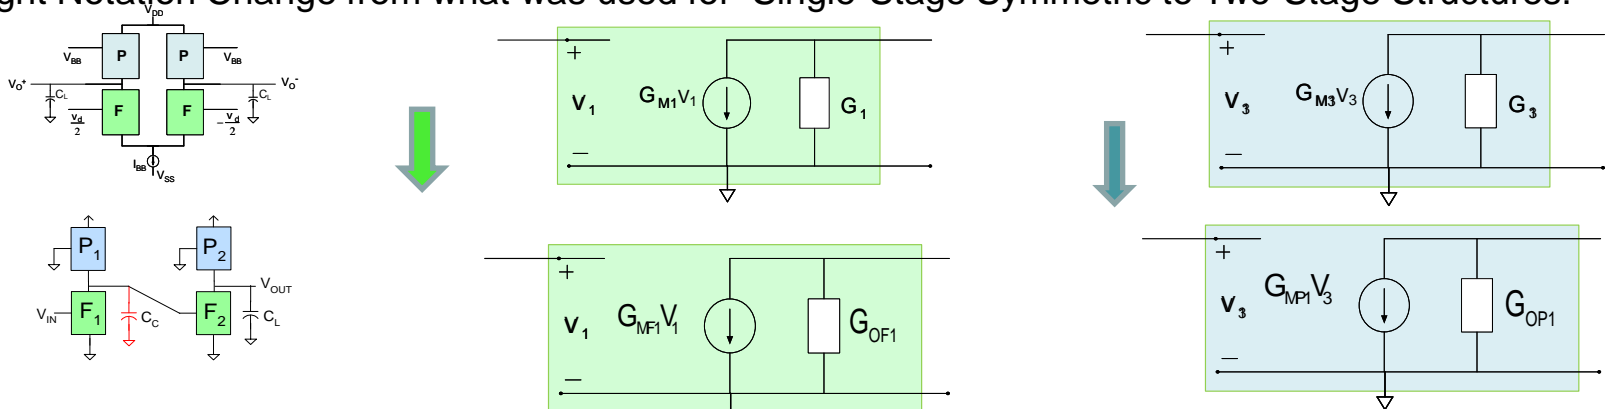 ght Notation Change from what was used for Single-Stage Symmetric to Two-Stage Structures:
VDD
P
P
VBB
VBB
VO+
VO-
CL
CL
F
F
vd/2
-vd/2
IBB
VSS
P1
P2
VIN
F1
CC
F2
VOUT
CL
+
V1
GM1V1
G1
−
+
V1
GMF1V1
GOF1
−
+
V3
GM3V3
G3
−
+
V3
GMP1V3
GOP1
−